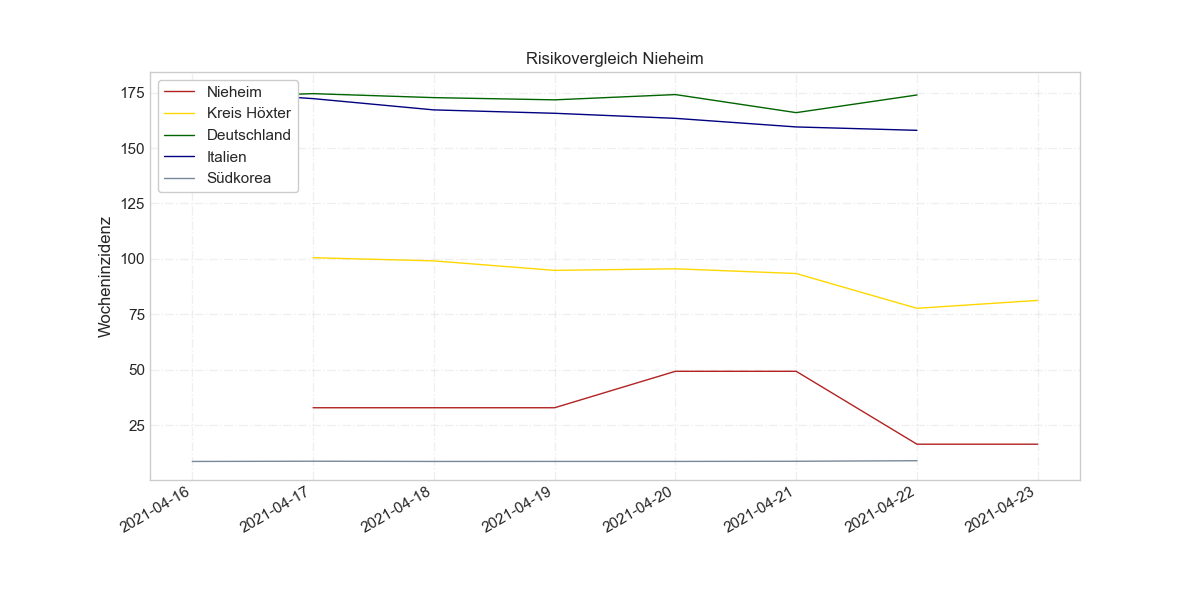 Risikovergleich Nieheim
Nieheim
Kreis Höxter
Deutschland
Italien
Südkorea
Wocheninzidenz
175
150
125
100
75
50
25
2021-04-16
2021-04-17
2021-04-18
2021-04-19
2021-04-20
2021-04-21
2021-04-22
2021-04-23